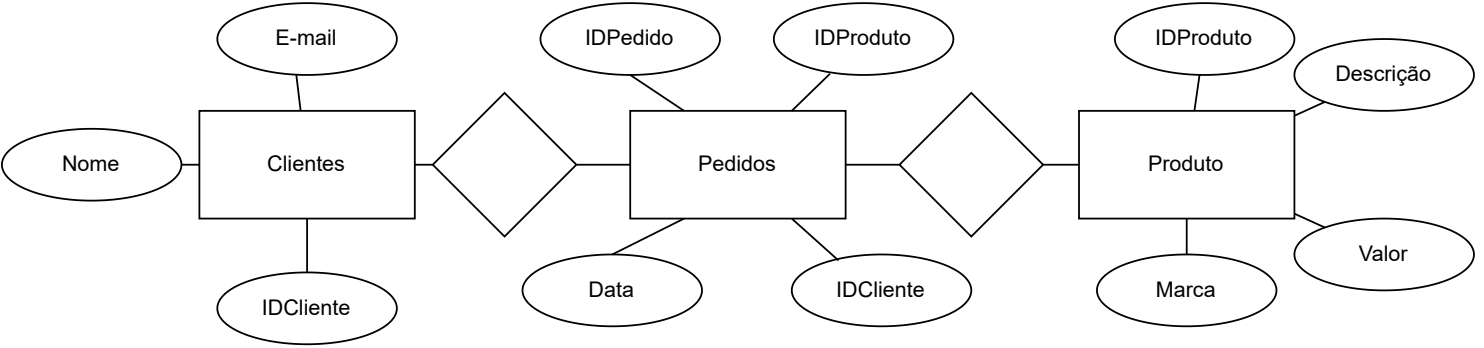 E-mail
IDPedido
IDProduto
IDProduto
Descrição
Nome
Clientes
Pedidos
Produto
IDCliente
Data
IDCliente
Marca
Valor